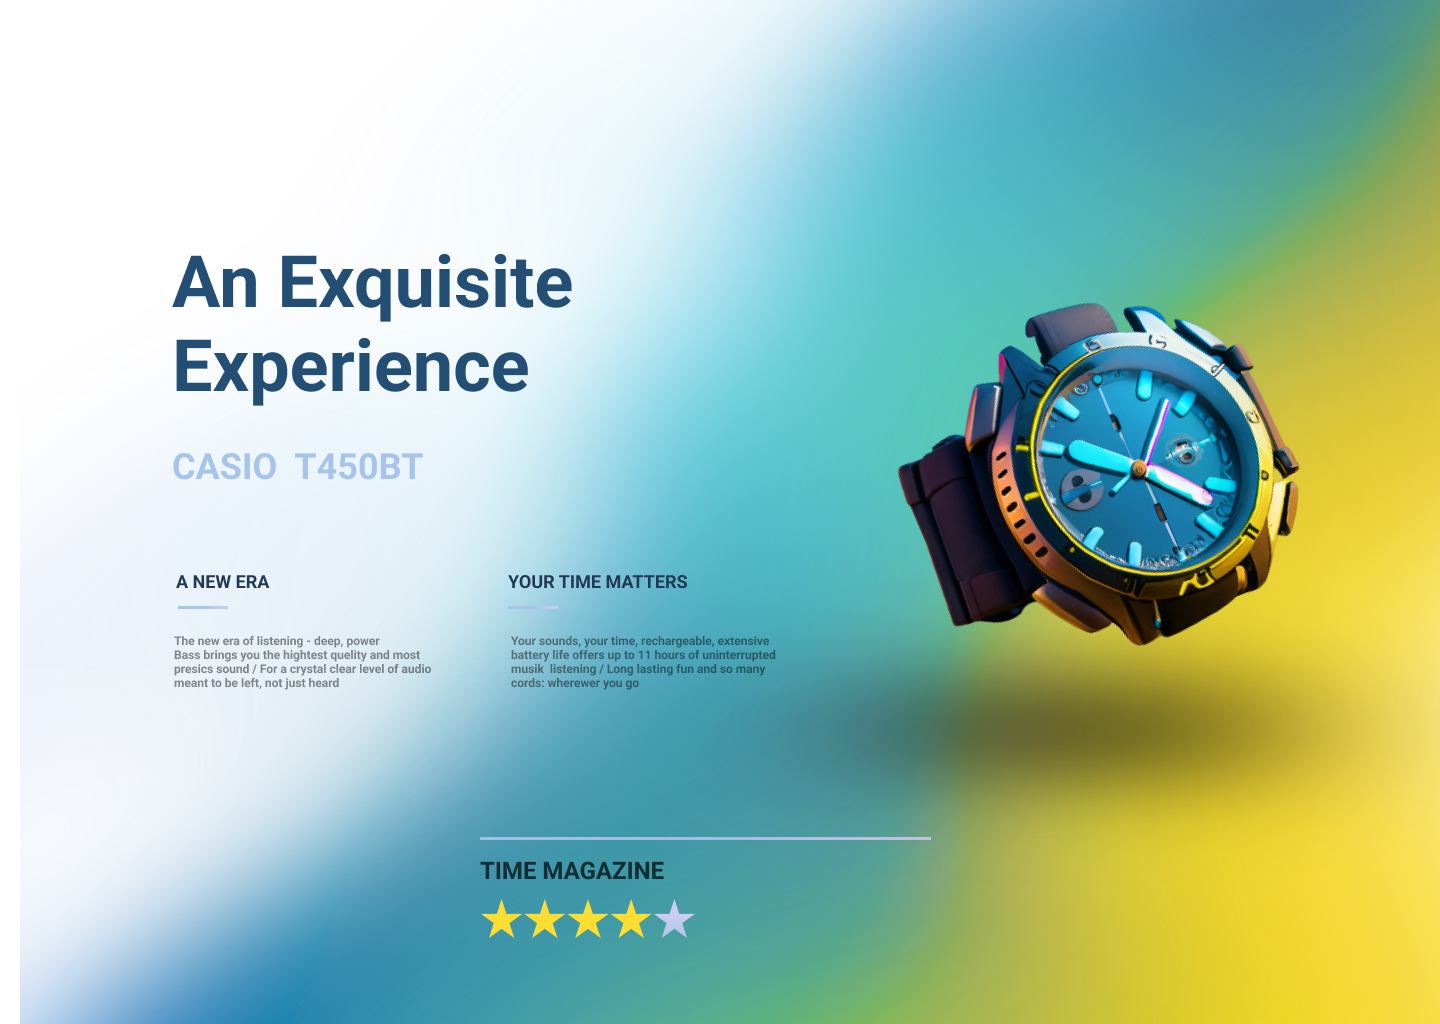 An Exquisite
Experience
CASIO T450BT
A NEW ERA
The new era of listening - deep, power
Bass brings you the hightest quelity and most
presics sound / For a crystal clear level of audio
meant to be left, not just heard
YOUR TIME MATTERS
Your sounds, your time, rechargeable, extensive
battery life offers up to 11 hours of uninterrupted
musik listening / Long lasting fun and so many
cords: wherewer you go
TIME MAGAZINE